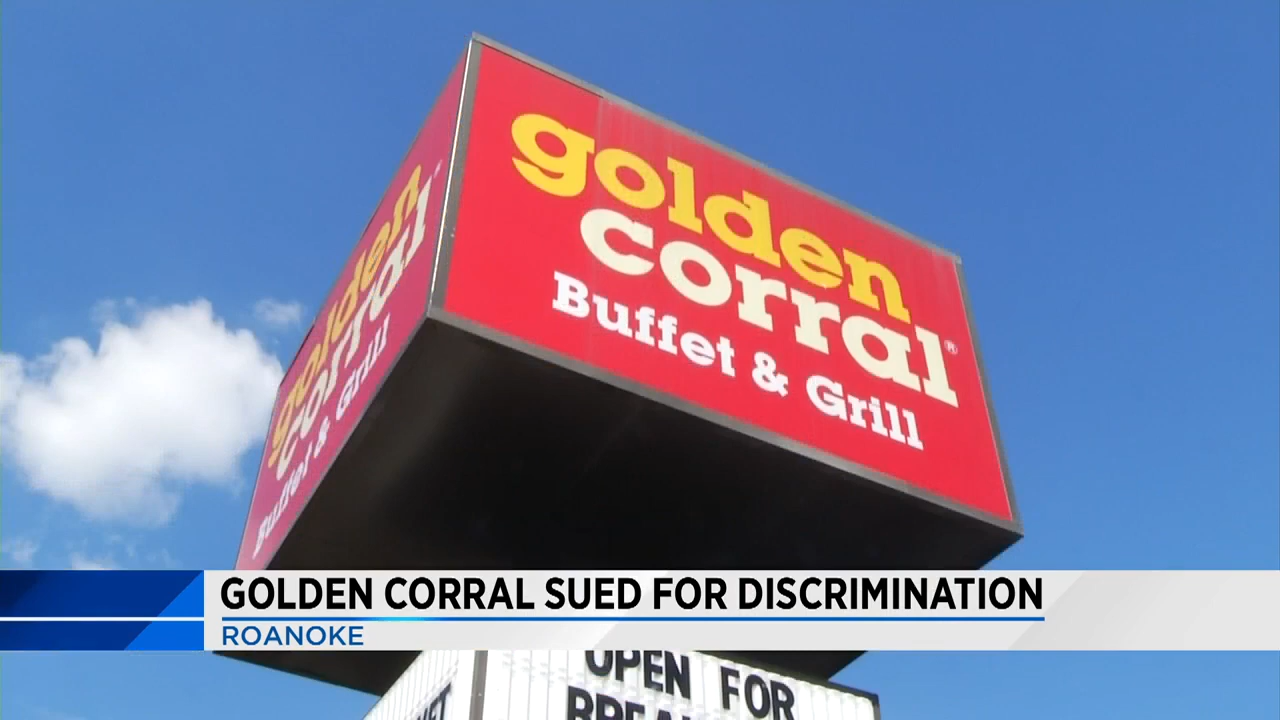 golden
corral®
Buffet & Grill
golden
corral
Buffet & Grill
GOLDEN CORRAL SUED FOR DISCRIMINATION
ROANOKE
OPEN FOR